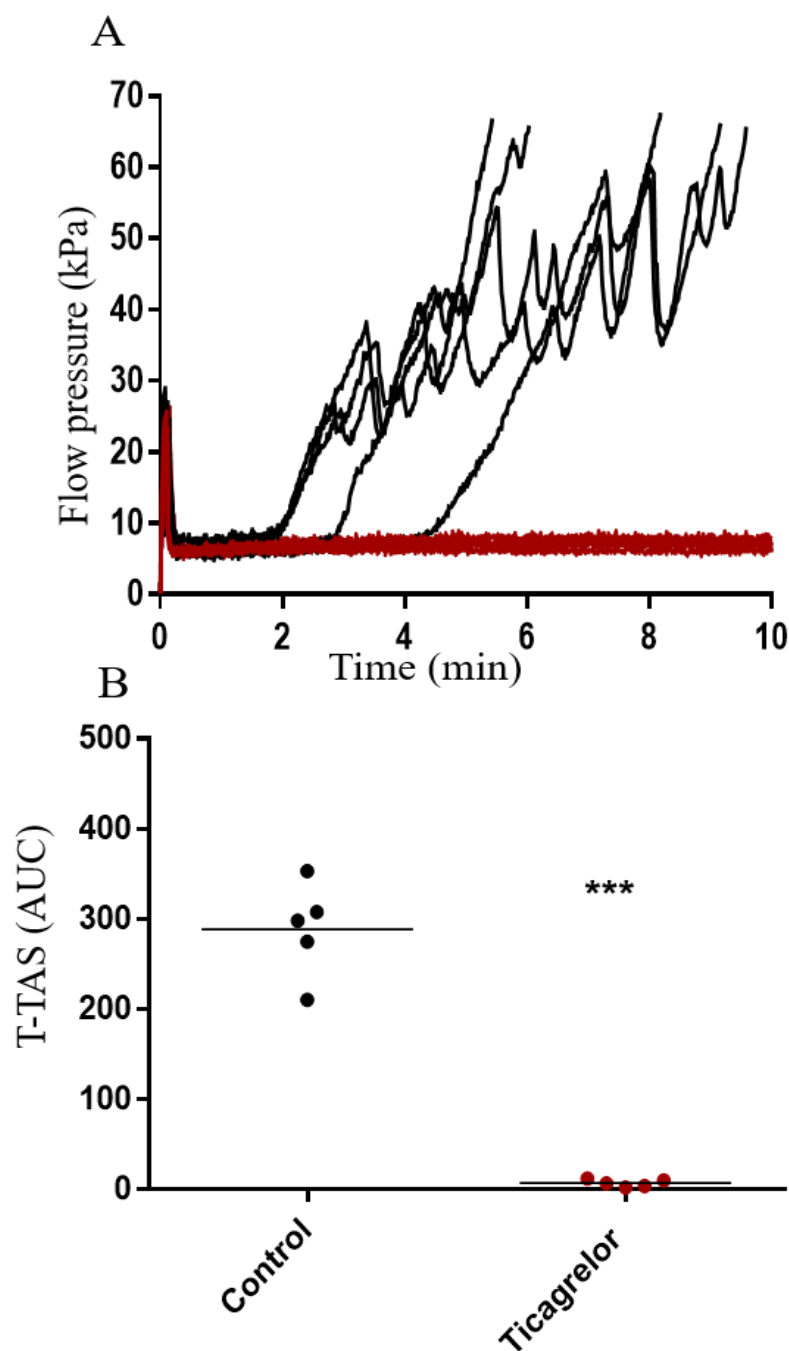 A
Flow pressure (kPa)
70
60
50
40
30
20
10
0
0 2 4 6 8 10
Time (min)
B
T-TAS (AUC)
500
400
300
200
100
0
***
Control
Ticagrelor